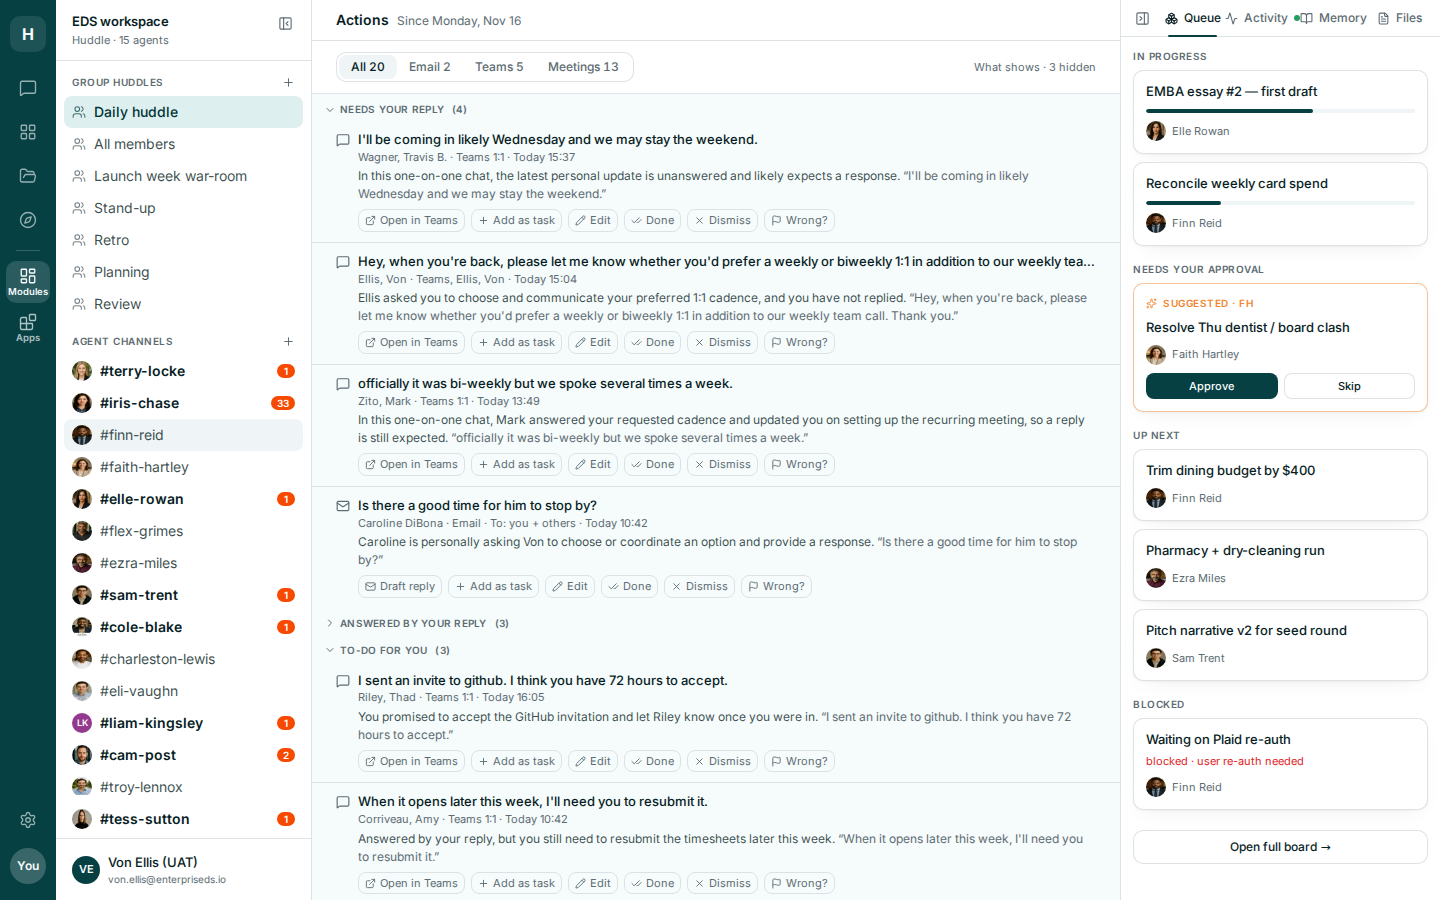 H
Modules
Apps
You
EDS workspace
Huddle · 15 agents
GROUP HUDDLES
Daily huddle
All members
Launch week war-room
Stand-up
Retro
Planning
Review
AGENT CHANNELS
#terry-locke 1
#iris-chase 33
#finn-reid
#faith-hartley
#elle-rowan 1
#flex-grimes
#ezra-miles
#sam-trent 1
#cole-blake 1
#charleston-lewis
#eli-vaughn
LK #liam-kingsley 1
#cam-post 2
#troy-lennox
#tess-sutton 1
VE
Von Ellis (UAT)
von.ellis@enterpriseds.io
Actions Since Monday, Nov 16
All 20 Email 2 Teams 5 Meetings 13
What shows · 3 hidden
NEEDS YOUR REPLY (4)
I'll be coming in likely Wednesday and we may stay the weekend.
Wagner, Travis B. · Teams 1:1 · Today 15:37
In this one-on-one chat, the latest personal update is unanswered and likely expects a response. “I'll be coming in likely
Wednesday and we may stay the weekend.”
Open in Teams Add as task Edit Done Dismiss Wrong?
Hey, when you're back, please let me know whether you'd prefer a weekly or biweekly 1:1 in addition to our weekly tea...
Ellis, Von · Teams, Ellis, Von · Today 15:04
Ellis asked you to choose and communicate your preferred 1:1 cadence, and you have not replied. “Hey, when you're back, please
let me know whether you'd prefer a weekly or biweekly 1:1 in addition to our weekly team call. Thank you.”
Open in Teams Add as task Edit Done Dismiss Wrong?
officially it was bi-weekly but we spoke several times a week.
Zito, Mark · Teams 1:1 · Today 13:49
In this one-on-one chat, Mark answered your requested cadence and updated you on setting up the recurring meeting, so a reply
is still expected. “officially it was bi-weekly but we spoke several times a week.”
Open in Teams Add as task Edit Done Dismiss Wrong?
Is there a good time for him to stop by?
Caroline DiBona · Email · To: you + others · Today 10:42
Caroline is personally asking Von to choose or coordinate an option and provide a response. “Is there a good time for him to stop
by?”
Draft reply Add as task Edit Done Dismiss Wrong?
ANSWERED BY YOUR REPLY (3)
TO-DO FOR YOU (3)
I sent an invite to github. I think you have 72 hours to accept.
Riley, Thad · Teams 1:1 · Today 16:05
You promised to accept the GitHub invitation and let Riley know once you were in. “I sent an invite to github. I think you have 72
hours to accept.”
Open in Teams Add as task Edit Done Dismiss Wrong?
When it opens later this week, I'll need you to resubmit it.
Corriveau, Amy · Teams 1:1 · Today 10:42
Answered by your reply, but you still need to resubmit the timesheets later this week. “When it opens later this week, I'll need you
to resubmit it.”
Open in Teams Add as task Edit Done Dismiss Wrong?
Queue Activity Memory Files
IN PROGRESS
EMBA essay #2 — first draft
Elle Rowan
Reconcile weekly card spend
Finn Reid
NEEDS YOUR APPROVAL
SUGGESTED · FH
Resolve Thu dentist / board clash
Faith Hartley
Approve Skip
UP NEXT
Trim dining budget by $400
Finn Reid
Pharmacy + dry-cleaning run
Ezra Miles
Pitch narrative v2 for seed round
Sam Trent
BLOCKED
Waiting on Plaid re-auth
blocked · user re-auth needed
Finn Reid
Open full board →